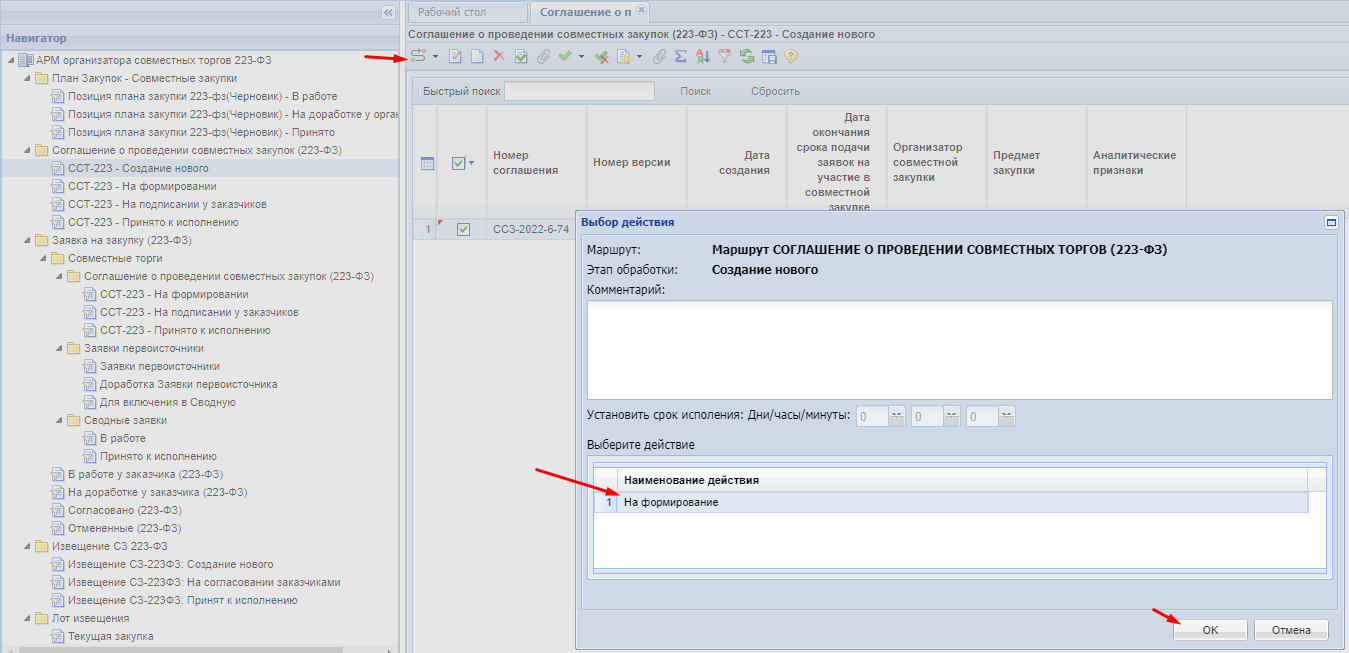 Рабочий стол
Соглашение о п
Навигатор
АРМ организатора совместных торгов 223-ФЗ
План Закупок - Совместные закупки
Позиция плана закупки 223-фз(Черновик) - В работе
Позиция плана закупки 223-фз(Черновик) - На доработке у орган
Позиция плана закупки 223-фз(Черновик) - Принято
Соглашение о проведении совместных закупок (223-ФЗ)
ССТ-223 - Создание нового
ССТ-223 - На формировании
ССТ-223 - На подписании у заказчиков
ССТ-223 - Принято к исполнению
Заявка на закупку (223-ФЗ)
Совместные торги
Соглашение о проведении совместных закупок (223-ФЗ)
ССТ-223 - На формировании
ССТ-223 - На подписании у заказчиков
ССТ-223 - Принято к исполнению
Заявки первоисточники
Заявки первоисточники
Доработка Заявки первоисточника
Для включения в Сводную
Сводные заявки
В работе
Принято к исполнению
В работе у заказчика (223-ФЗ)
На доработке у заказчика (223-ФЗ)
Согласовано (223-ФЗ)
Отмененные (223-ФЗ)
Извещение СЗ 223-ФЗ
Извещение СЗ-223ФЗ: Создание нового
Извещение СЗ-223ФЗ: На согласовании заказчиками
Извещение СЗ-223ФЗ: Принят к исполнению
Лот извещения
Текущая закупка
Соглашение о проведении совместных закупок (223-ФЗ) - ССТ-223 - Создание нового
Быстрый поиск
Поиск
Сбросить
Номер
соглашения
Номер версии
Дата
создания
Дата
окончания
срока подачи
заявок на
участие в
совместной
закупке
Организатор
совместной
закупки
Предмет
закупки
Аналитические
признаки
1
ССЗ-2022-6-74
Выбор действия
Маршрут: Маршрут СОГЛАШЕНИЕ О ПРОВЕДЕНИИ СОВМЕСТНЫХ ТОРГОВ (223-ФЗ)
Этап обработки: Создание нового
Комментарий:
Установить срок исполения: Дни/часы/минуты: 0 0 0
Выберите действие
Наименование действия
1 На формирование
OK
Отмена